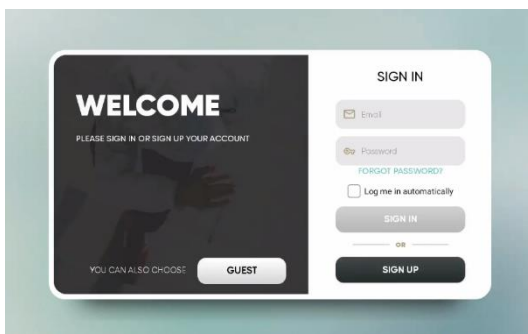 WELCOME
PLEASE SIGN IN OR SIGN UP YOUR ACCOUNT
YOU CAN ALSO CHOOSE
GUEST
SIGN IN
Email
Password
FORGOT PASSWORD?
Log me in automatically
SIGN IN
OR
SIGN UP